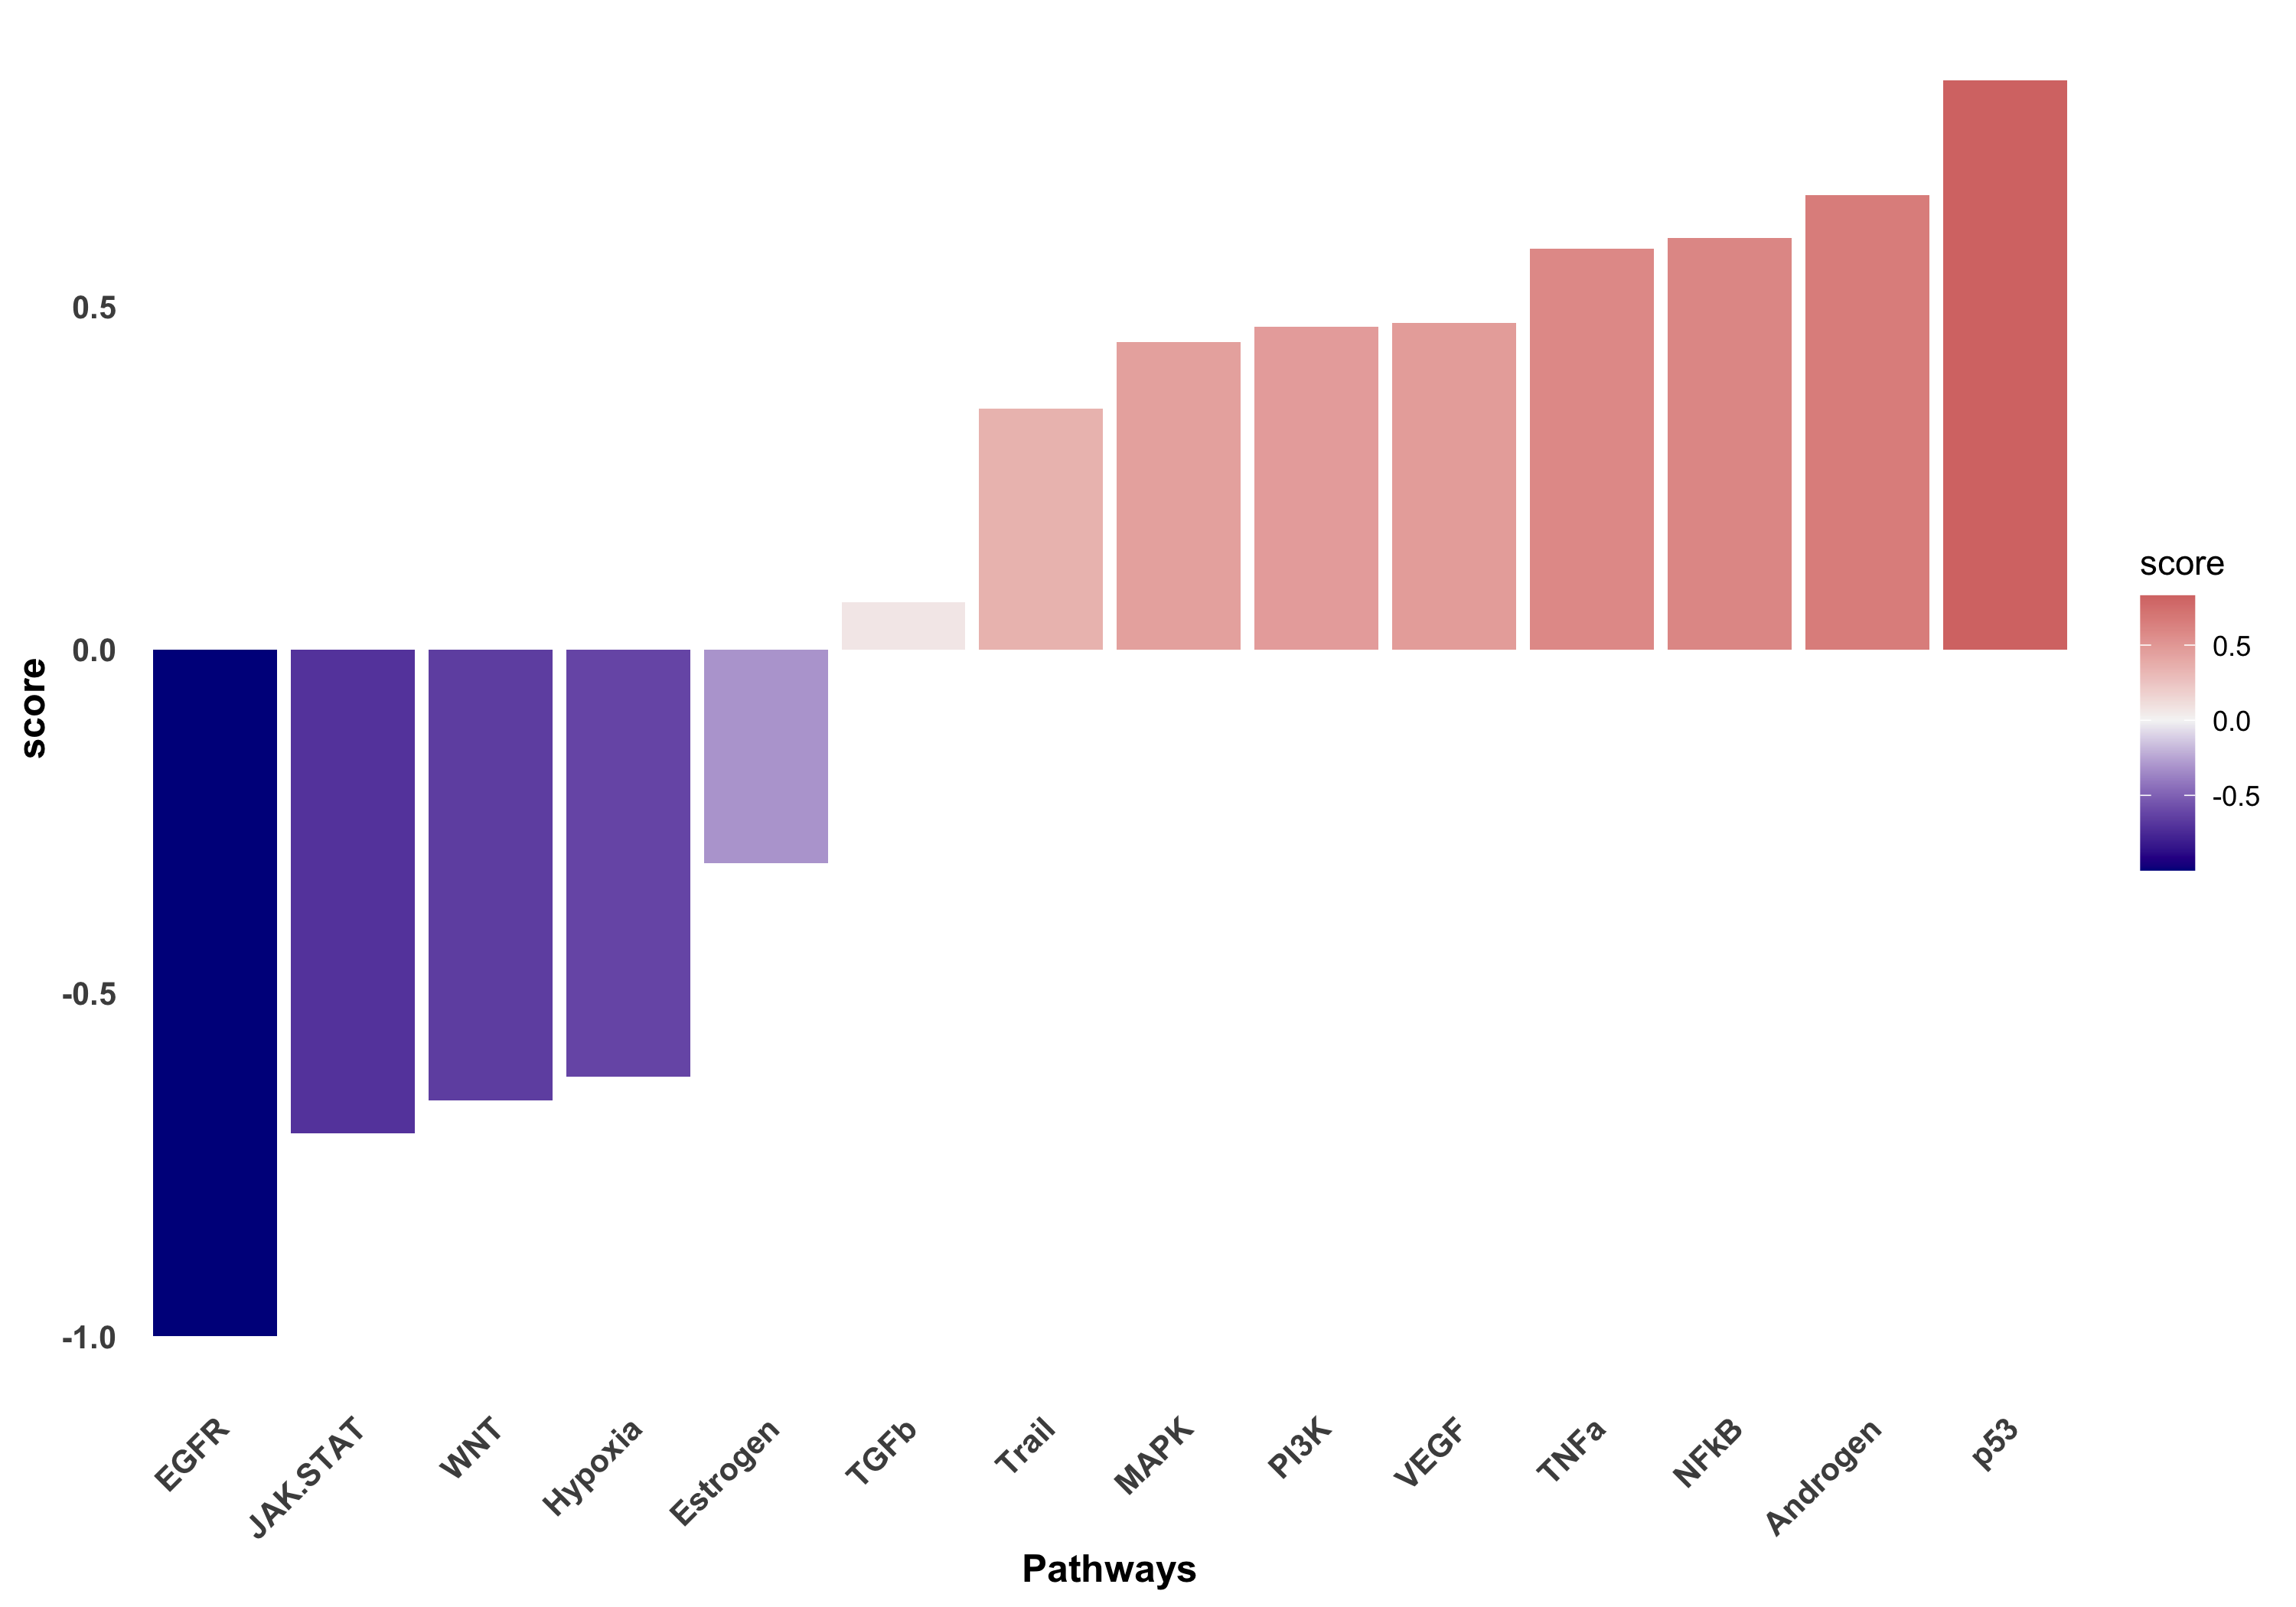 0.5
0.0
-0.5
-1.0
score
EGFR
JAK.STAT
WNT
Hypoxia
Estrogen
TGFb
Trail
MAPK
PI3K
VEGF
TNFa
NFkB
Androgen
p53
Pathways
score
0.5
0.0
-0.5